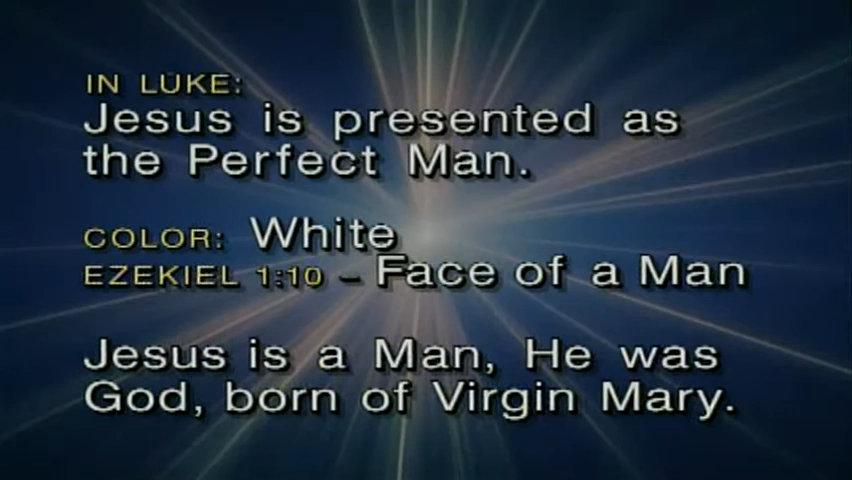 IN LUKE:
Jesus is presented as
the Perfect Man.
COLOR: White
EZEKIEL 1:10 – Face of a Man
Jesus is a Man, He was
God, born of Virgin Mary.